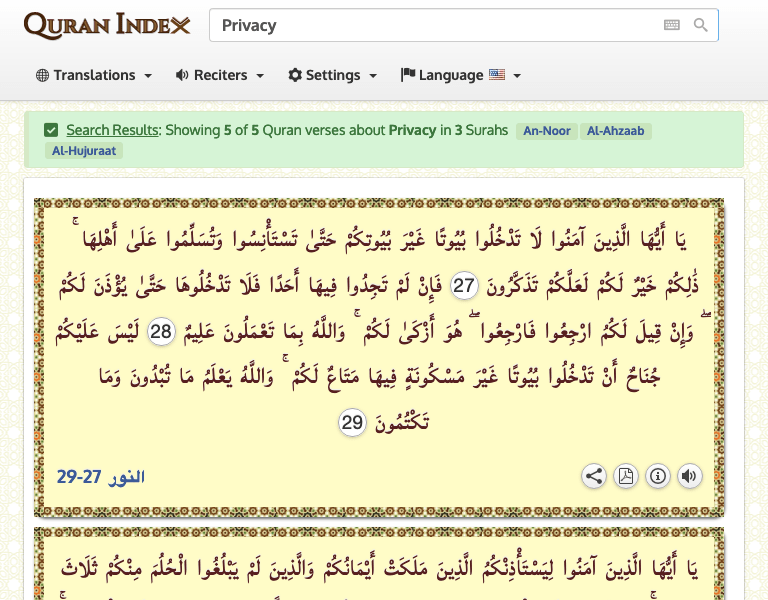 QURAN INDEX
Privacy
Translations
Reciters
Settings
Language
Search Results: Showing 5 of 5 Quran verses about Privacy in 3 Surahs An-Noor Al-Ahzaab
Al-Hujuraat
يَا أَيُّهَا الَّذِينَ آمَنُوا لَا تَدْخُلُوا بُيُوتًا غَيْرَ بُيُوتِكُمْ حَتَّىٰ تَسْتَأْنِسُوا وَتُسَلِّمُوا عَلَىٰ أَهْلِهَا ۚ
ذَٰلِكُمْ خَيْرٌ لَكُمْ لَعَلَّكُمْ تَذَكَّرُونَ 27 فَإِنْ لَمْ تَجِدُوا فِيهَا أَحَدًا فَلَا تَدْخُلُوهَا حَتَّىٰ يُؤْذَنَ لَكُمْ
ۖ وَإِنْ قِيلَ لَكُمُ ارْجِعُوا فَارْجِعُوا ۖ هُوَ أَزْكَىٰ لَكُمْ ۚ وَاللَّهُ بِمَا تَعْمَلُونَ عَلِيمٌ 28 لَيْسَ عَلَيْكُمْ
جُنَاحٌ أَنْ تَدْخُلُوا بُيُوتًا غَيْرَ مَسْكُونَةٍ فِيهَا مَتَاعٌ لَكُمْ ۚ وَاللَّهُ يَعْلَمُ مَا تُبْدُونَ وَمَا
تَكْتُمُونَ 29
النور 27-29
يَا أَيُّهَا الَّذِينَ آمَنُوا لِيَسْتَأْذِنْكُمُ الَّذِينَ مَلَكَتْ أَيْمَانُكُمْ وَالَّذِينَ لَمْ يَبْلُغُوا الْحُلُمَ مِنْكُمْ ثَلَاثَ